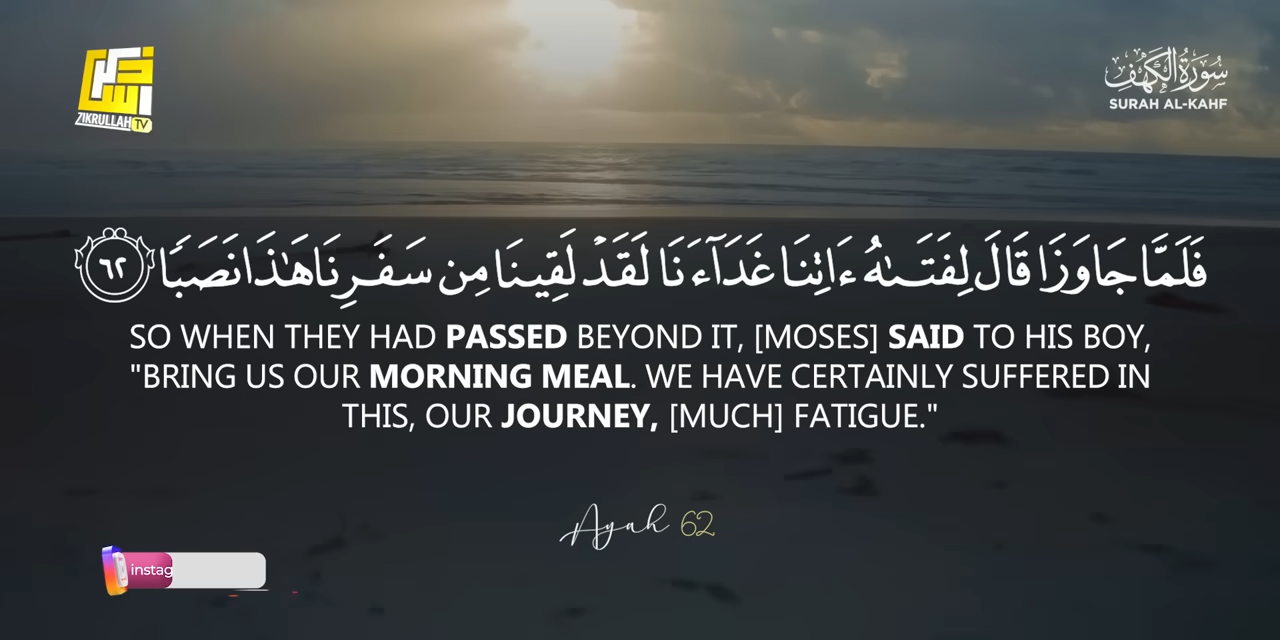 ذكر الله
ZIKRULLAH TV
سُورَةُ الْكَهْفِ
SURAH AL-KAHF
فَلَمَّا جَاوَزَا قَالَ لِفَتَىٰهُ ءَاتِنَا غَدَآءَنَا لَقَدْ لَقِينَا مِن سَفَرِنَا هَٰذَا نَصَبًا ٦٢
SO WHEN THEY HAD PASSED BEYOND IT, [MOSES] SAID TO HIS BOY,
"BRING US OUR MORNING MEAL. WE HAVE CERTAINLY SUFFERED IN
THIS, OUR JOURNEY, [MUCH] FATIGUE."
Ayah 62
instag